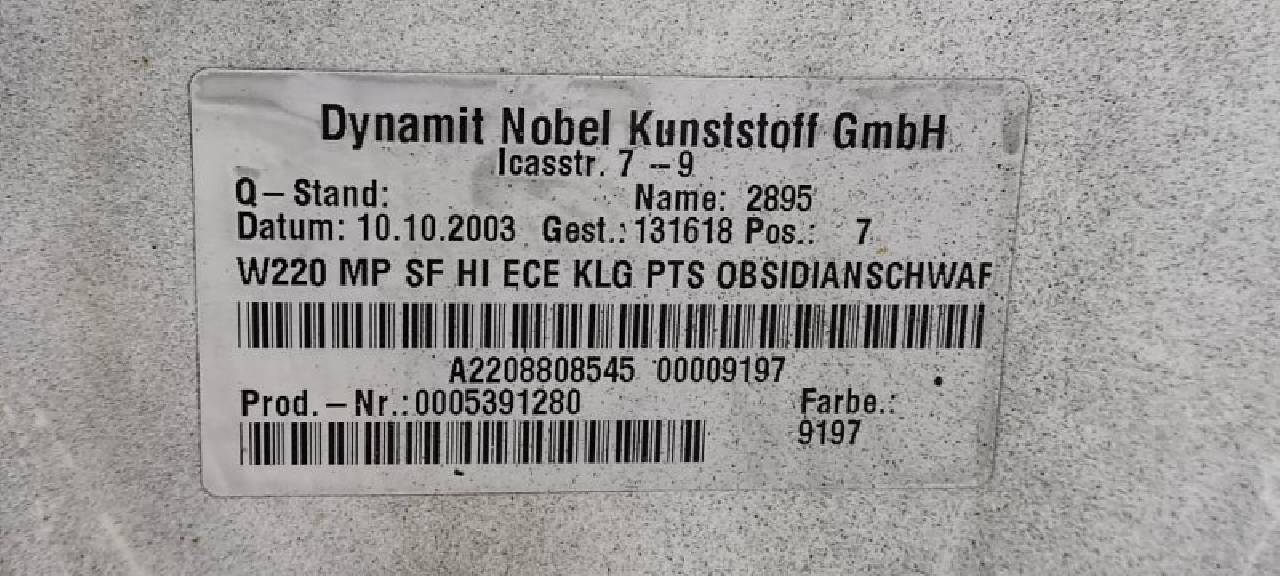 Dynamit Nobel Kunststoff GmbH
Icasstr. 7 -9
Q-Stand: Name: 2895
Datum: 10.10.2003 Gest.: 131618 Pos.: 7
W220 MP SF HI ECE KLG PTS OBSIDIANSCHWAF
A2208808545 00009197
Prod.-Nr.:0005391280 Farbe.:
9197